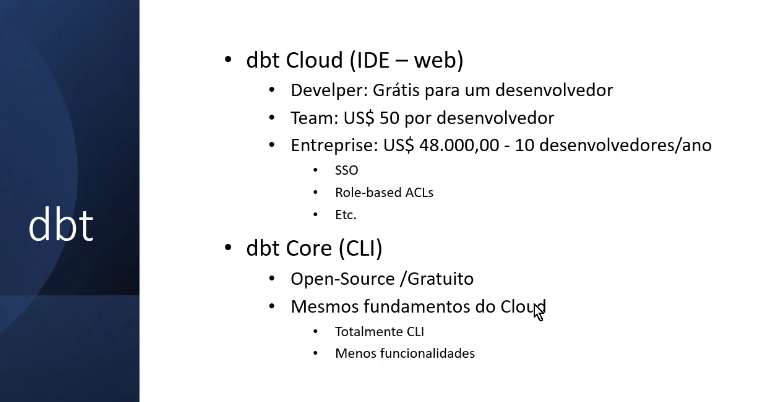 dbt
• dbt Cloud (IDE – web)
• Develper: Grátis para um desenvolvedor
• Team: US$ 50 por desenvolvedor
• Entreprise: US$ 48.000,00 - 10 desenvolvedores/ano
• SSO
• Role-based ACLs
• Etc.
• dbt Core (CLI)
• Open-Source /Gratuito
• Mesmos fundamentos do Cloud
• Totalmente CLI
• Menos funcionalidades